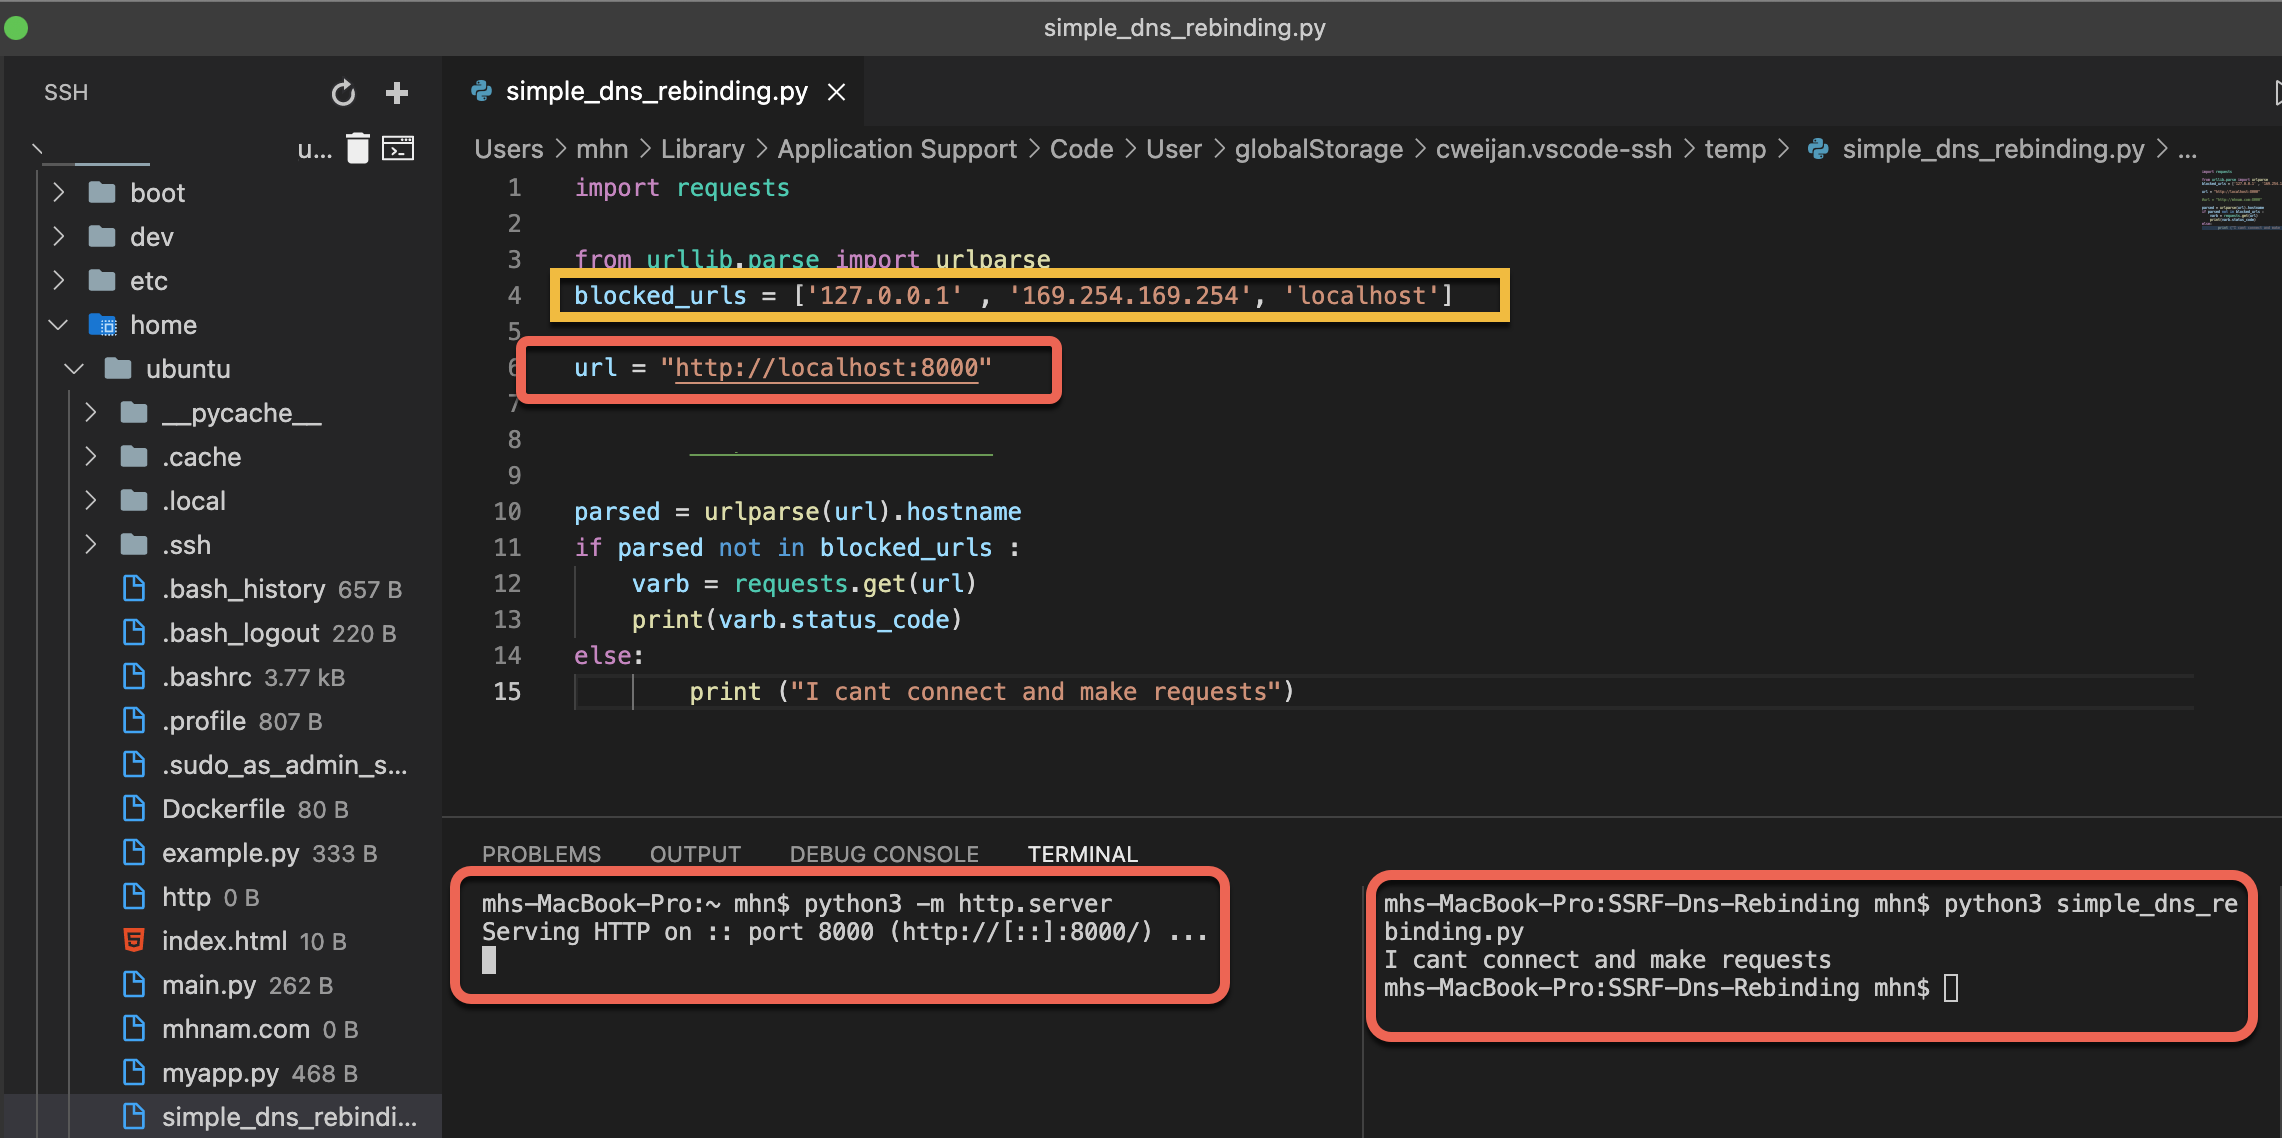 simple_dns_rebinding.py
SSH
u...
boot
dev
etc
home
ubuntu
__pycache__
.cache
.local
.ssh
.bash_history 657 B
.bash_logout 220 B
.bashrc 3.77 kB
.profile 807 B
.sudo_as_admin_s...
Dockerfile 80 B
example.py 333 B
http 0 B
index.html 10 B
main.py 262 B
mhnam.com 0 B
myapp.py 468 B
simple_dns_rebindi...
simple_dns_rebinding.py
Users > mhn > Library > Application Support > Code > User > globalStorage > cweijan.vscode-ssh > temp > simple_dns_rebinding.py > ...
1 import requests
2
3 from urllib.parse import urlparse
4 blocked_urls = ['127.0.0.1' , '169.254.169.254', 'localhost']
5
6 url = "http://localhost:8000"
7
8
9
10 parsed = urlparse(url).hostname
11 if parsed not in blocked_urls :
12 varb = requests.get(url)
13 print(varb.status_code)
14 else:
15 print ("I cant connect and make requests")
PROBLEMS OUTPUT DEBUG CONSOLE TERMINAL
mhs-MacBook-Pro:~ mhn$ python3 -m http.server
Serving HTTP on :: port 8000 (http://[::]:8000/) ...
mhs-MacBook-Pro:SSRF-Dns-Rebinding mhn$ python3 simple_dns_re
binding.py
I cant connect and make requests
mhs-MacBook-Pro:SSRF-Dns-Rebinding mhn$